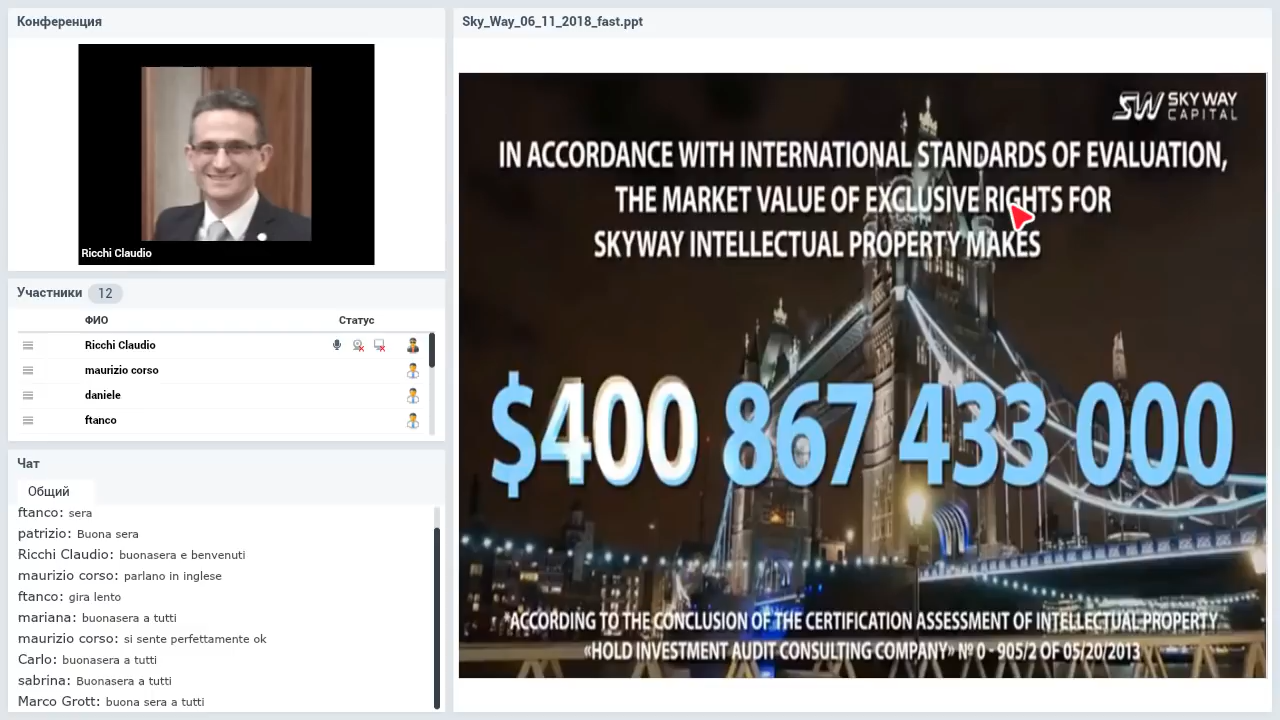 Конференция
Ricchi Claudio
Участники 12
ФИО Статус
Ricchi Claudio
maurizio corso
daniele
ftanco
Чат
Общий
ftanco: sera
patrizio: Buona sera
Ricchi Claudio: buonasera e benvenuti
maurizio corso: parlano in inglese
ftanco: gira lento
mariana: buonasera a tutti
maurizio corso: si sente perfettamente ok
Carlo: buonasera a tutti
sabrina: Buonasera a tutti
Marco Grott: buona sera a tutti
Sky_Way_06_11_2018_fast.ppt
SW SKY WAY
CAPITAL
IN ACCORDANCE WITH INTERNATIONAL STANDARDS OF EVALUATION,
THE MARKET VALUE OF EXCLUSIVE RIGHTS FOR
SKYWAY INTELLECTUAL PROPERTY MAKES
$400 867 433 000
*ACCORDING TO THE CONCLUSION OF THE CERTIFICATION ASSESSMENT OF INTELLECTUAL PROPERTY
«HOLD INVESTMENT AUDIT CONSULTING COMPANY» № 0 - 905/2 OF 05/20/2013